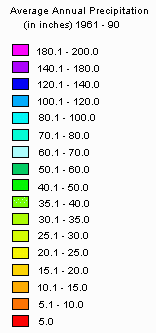 Average Annual Precipitation
(in inches) 1961 - 90
180.1 - 200.0
140.1 - 180.0
120.1 - 140.0
100.1 - 120.0
80.1 - 100.0
70.1 - 80.0
60.1 - 70.0
50.1 - 60.0
40.1 - 50.0
35.1 - 40.0
30.1 - 35.0
25.1 - 30.0
20.1 - 25.0
15.1 - 20.0
10.1 - 15.0
5.1 - 10.0
5.0